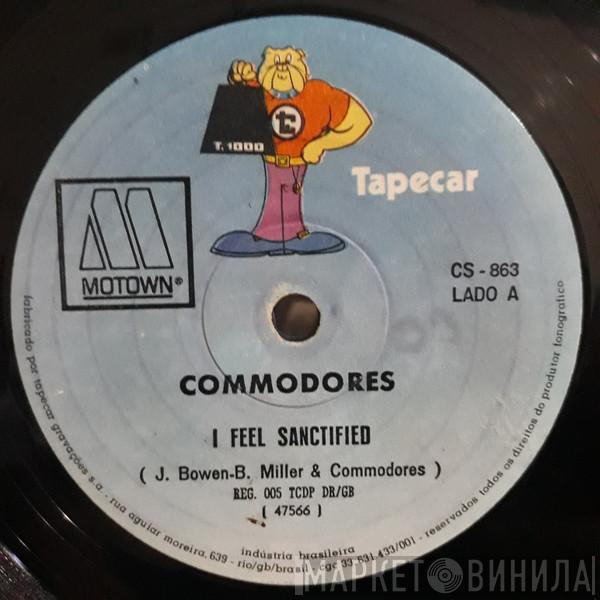 T. 1000
Tapecar
MOTOWN®
CS - 863
LADO A
COMMODORES
I FEEL SANCTIFIED
( J. Bowen-B. Miller & Commodores )
REG. 005 TCDP DR/GB
( 47566 )
fabricado por tapecar gravações s.a. - rua aguiar moreira, 639 - rio/gb/brasil - cgc 33.531.433/001 - reservados todos os direitos do produtor fonográfico
indústria brasileira
МАРКЕТ ВИНИЛА